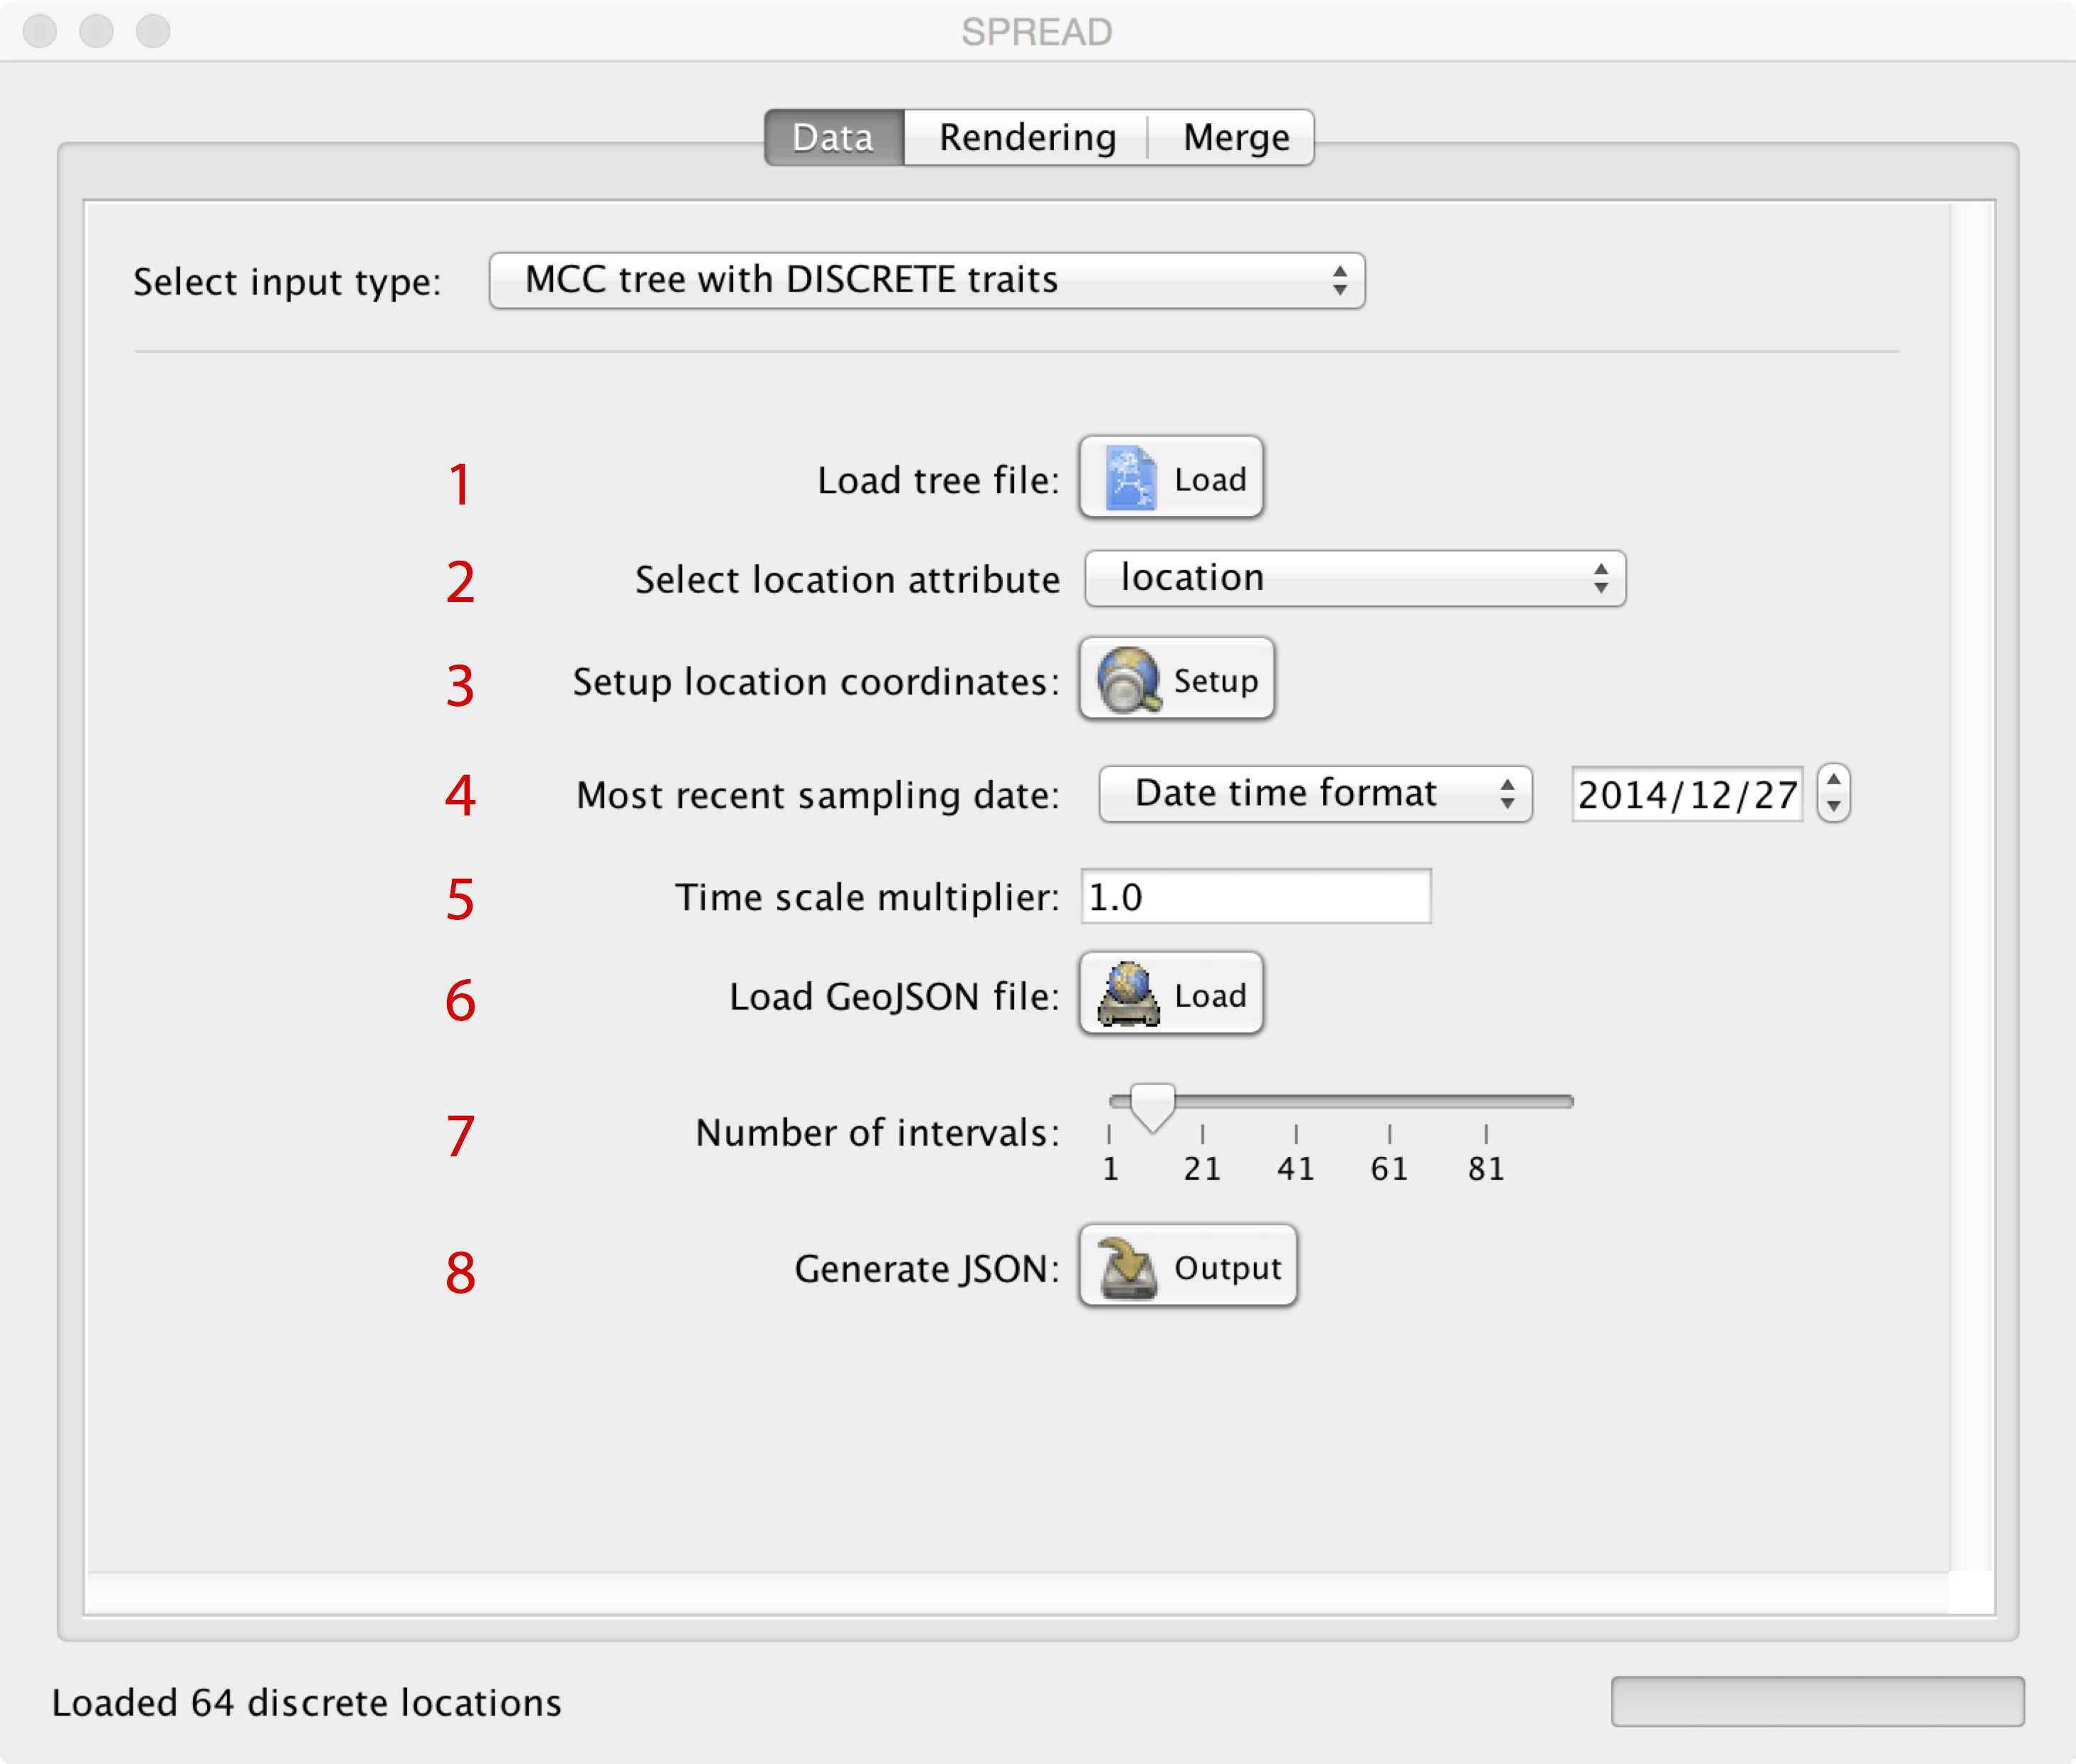 SPREAD
Data Rendering Merge
Select input type: MCC tree with DISCRETE traits
1 Load tree file: Load
2 Select location attribute location
3 Setup location coordinates: Setup
4 Most recent sampling date: Date time format 2014/12/27
5 Time scale multiplier: 1.0
6 Load GeoJSON file: Load
7 Number of intervals:
1 21 41 61 81
8 Generate JSON: Output
Loaded 64 discrete locations